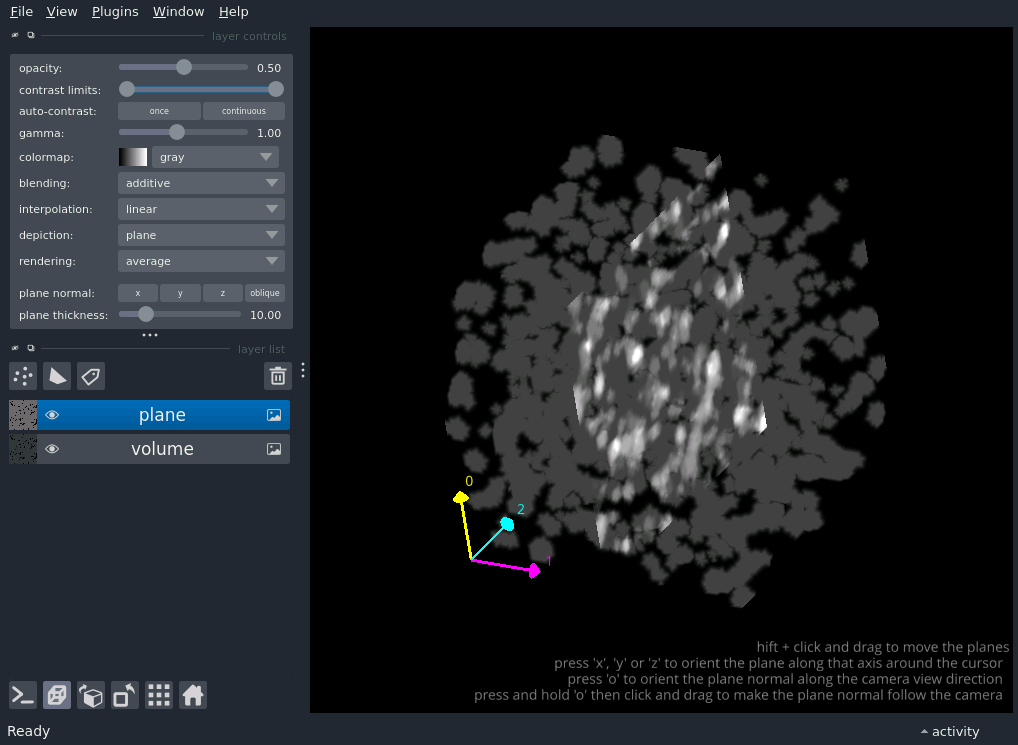 File View Plugins Window Help
layer controls
opacity: 0.50
contrast limits:
auto-contrast: once continuous
gamma: 1.00
colormap: gray
blending: additive
interpolation: linear
depiction: plane
rendering: average
plane normal: x y z oblique
plane thickness: 10.00
layer list
plane
volume
0
2
1
hift + click and drag to move the planes
press 'x', 'y' or 'z' to orient the plane along that axis around the cursor
press 'o' to orient the plane normal along the camera view direction
press and hold 'o' then click and drag to make the plane normal follow the camera
Ready activity